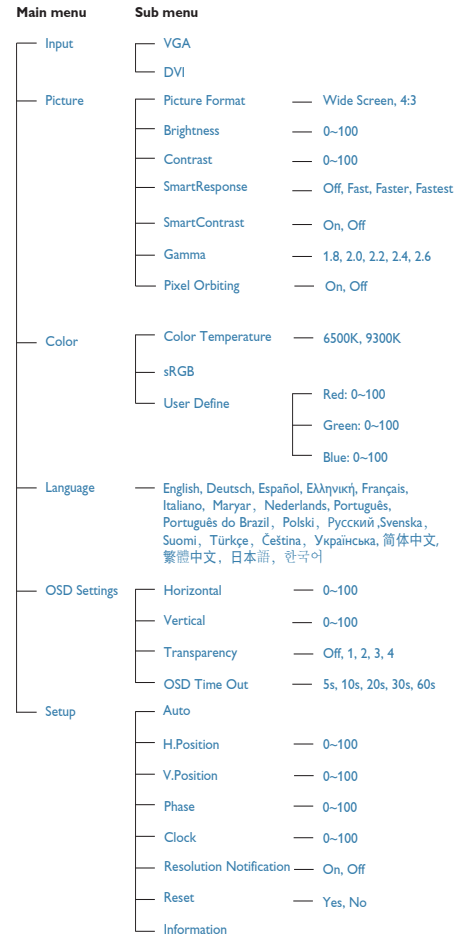 Main menu Sub menu
Input VGA
DVI
Picture Picture Format Wide Screen, 4:3
Brightness 0~100
Contrast 0~100
SmartResponse Off, Fast, Faster, Fastest
SmartContrast On, Off
Gamma 1.8, 2.0, 2.2, 2.4, 2.6
Pixel Orbiting On, Off
Color Color Temperature 6500K, 9300K
sRGB
User Define Red: 0~100
Green: 0~100
Blue: 0~100
Language English, Deutsch, Español, Ελληνική, Français,
Italiano, Maryar, Nederlands, Português,
Português do Brazil, Polski, Русский ,Svenska,
Suomi, Türkçe, Čeština, Українська, 简体中文,
繁體中文, 日本語, 한국어
OSD Settings Horizontal 0~100
Vertical 0~100
Transparency Off, 1, 2, 3, 4
OSD Time Out 5s, 10s, 20s, 30s, 60s
Setup Auto
H.Position 0~100
V.Position 0~100
Phase 0~100
Clock 0~100
Resolution Notification On, Off
Reset Yes, No
Information